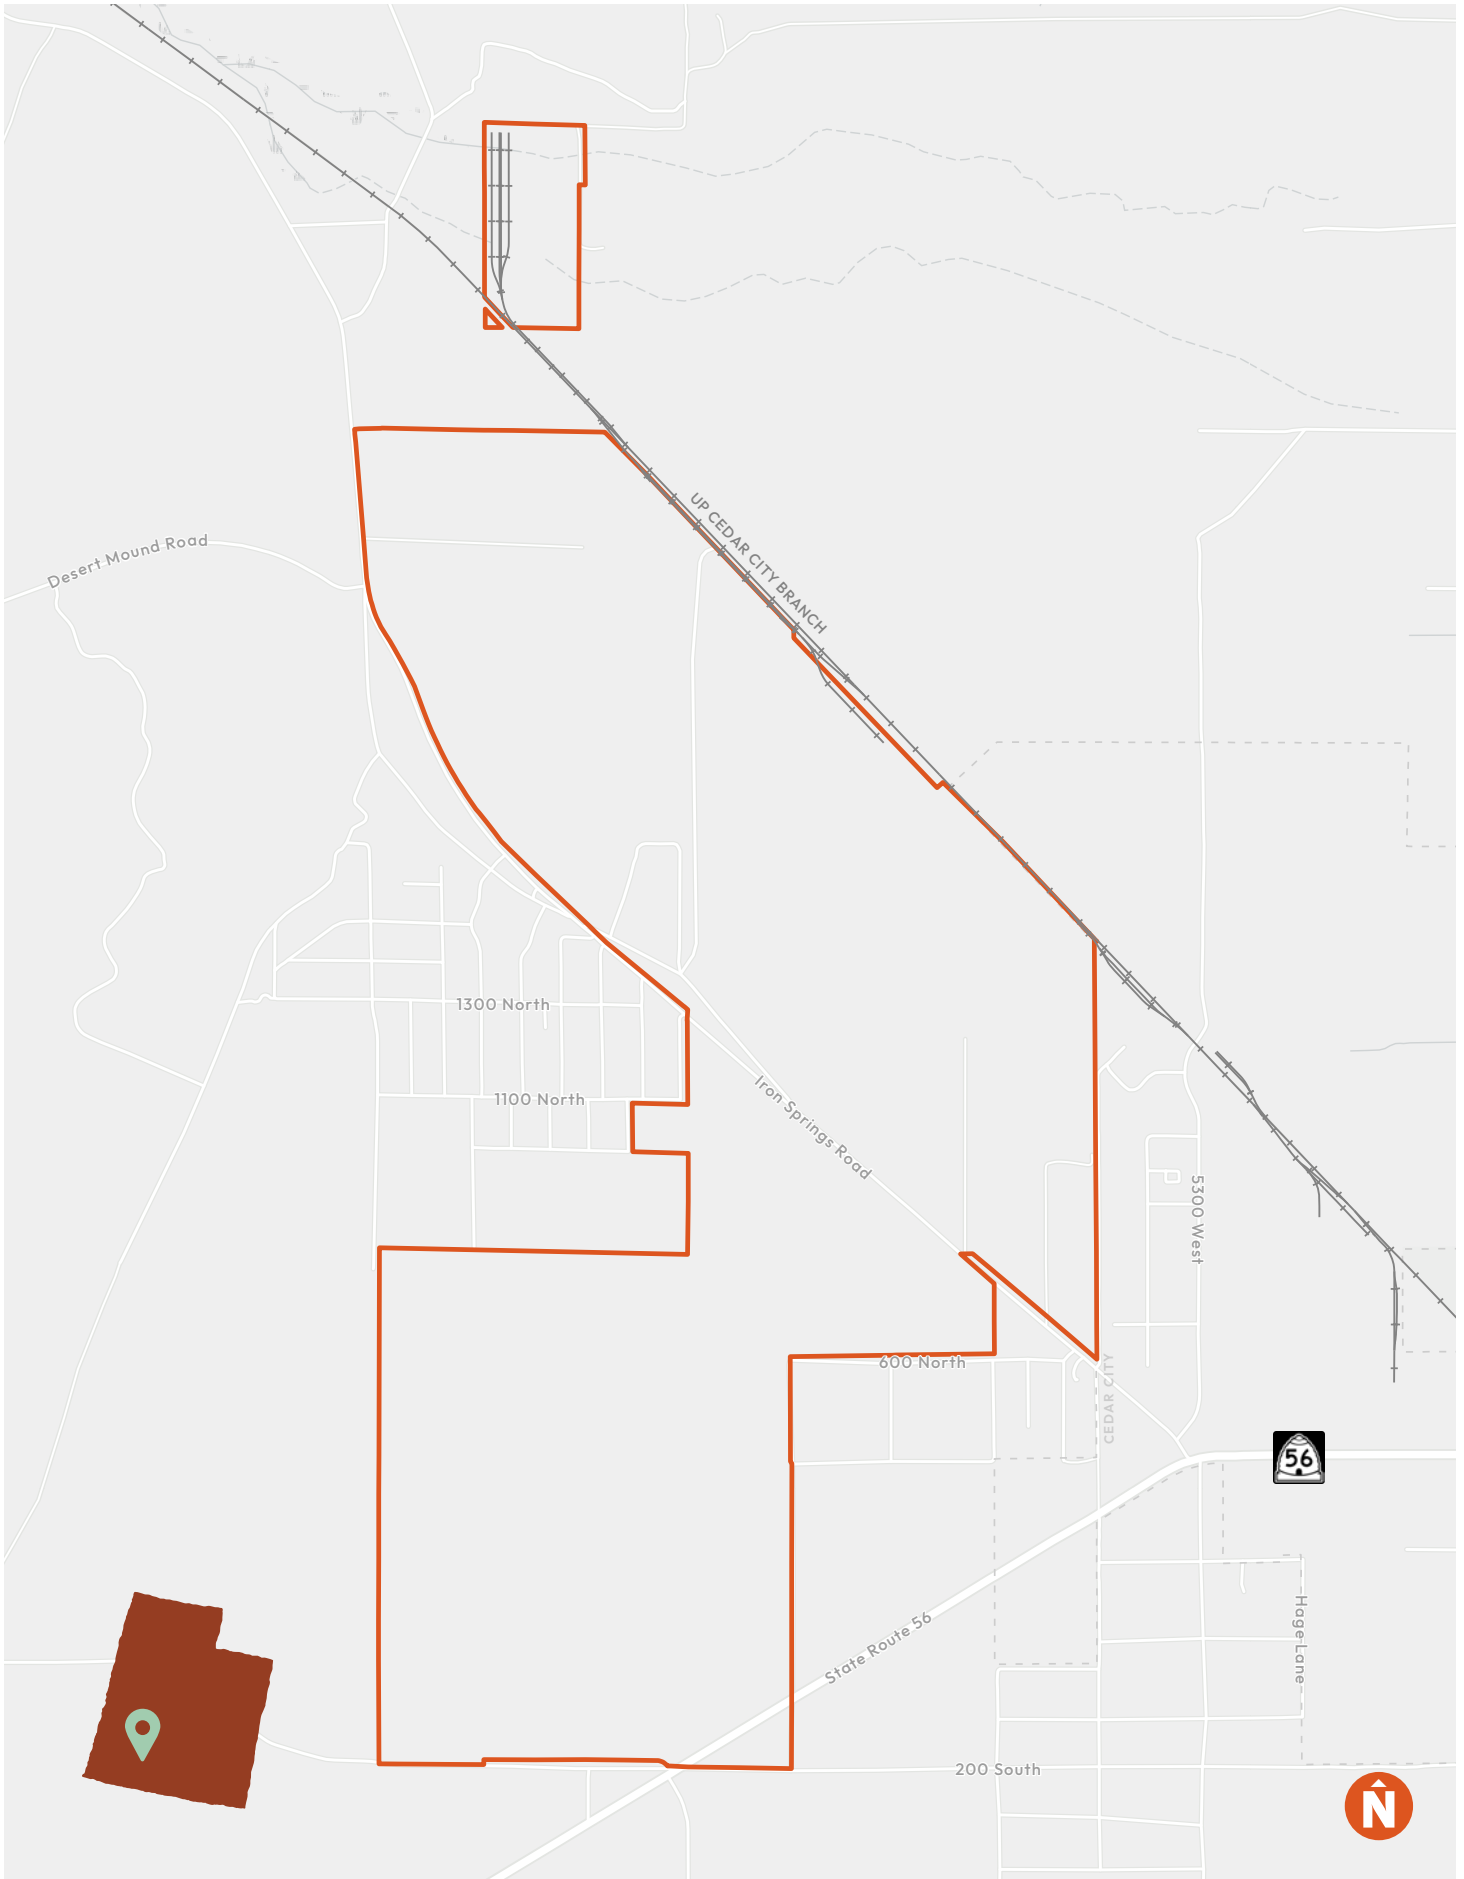 UP CEDAR CITY BRANCH
Desert Mound Road
1300 North
1100 North
Iron Springs Road
5300 West
600 North
CEDAR CITY
56
Hage Lane
State Route 56
200 South
N